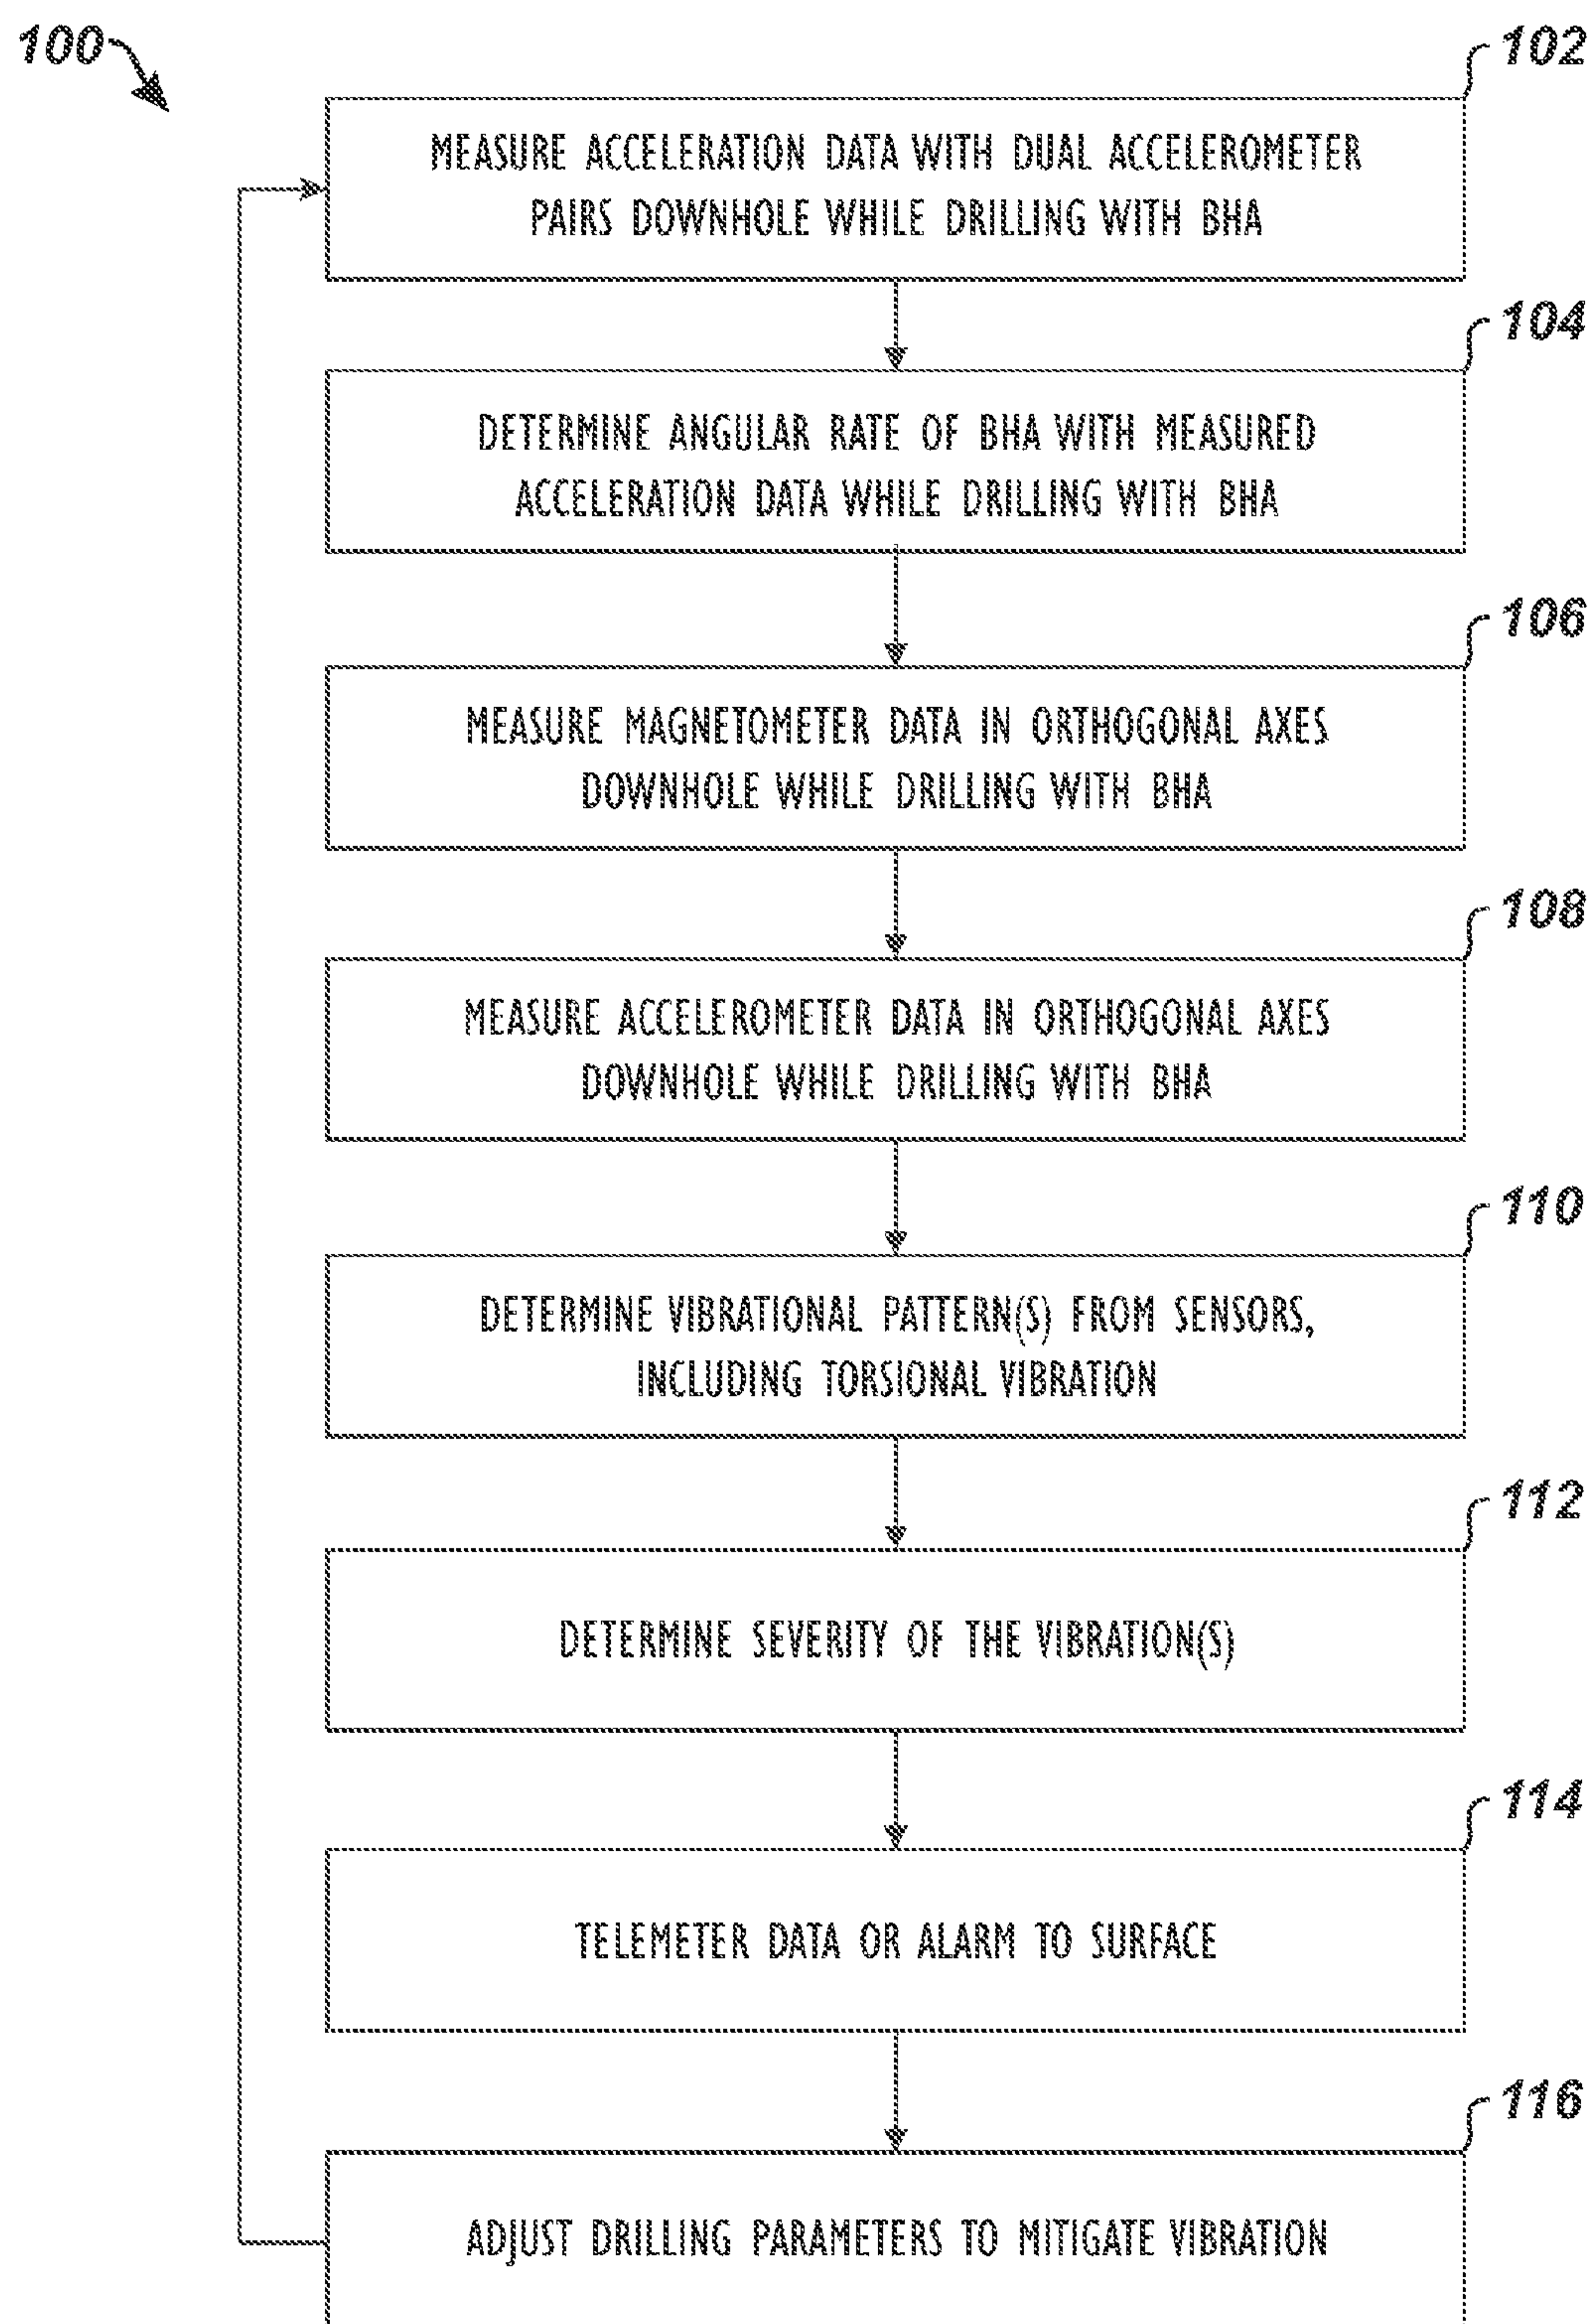 100
102
MEASURE ACCELERATION DATA WITH DUAL ACCELEROMETER
PAIRS DOWNHOLE WHILE DRILLING WITH BHA
104
DETERMINE ANGULAR RATE OF BHA WITH MEASURED
ACCELERATION DATA WHILE DRILLING WITH BHA
106
MEASURE MAGNETOMETER DATA IN ORTHOGONAL AXES
DOWNHOLE WHILE DRILLING WITH BHA
108
MEASURE ACCELEROMETER DATA IN ORTHOGONAL AXES
DOWNHOLE WHILE DRILLING WITH BHA
110
DETERMINE VIBRATIONAL PATTERN(S) FROM SENSORS,
INCLUDING TORSIONAL VIBRATION
112
DETERMINE SEVERITY OF THE VIBRATION(S)
114
TELEMETER DATA OR ALARM TO SURFACE
116
ADJUST DRILLING PARAMETERS TO MITIGATE VIBRATION